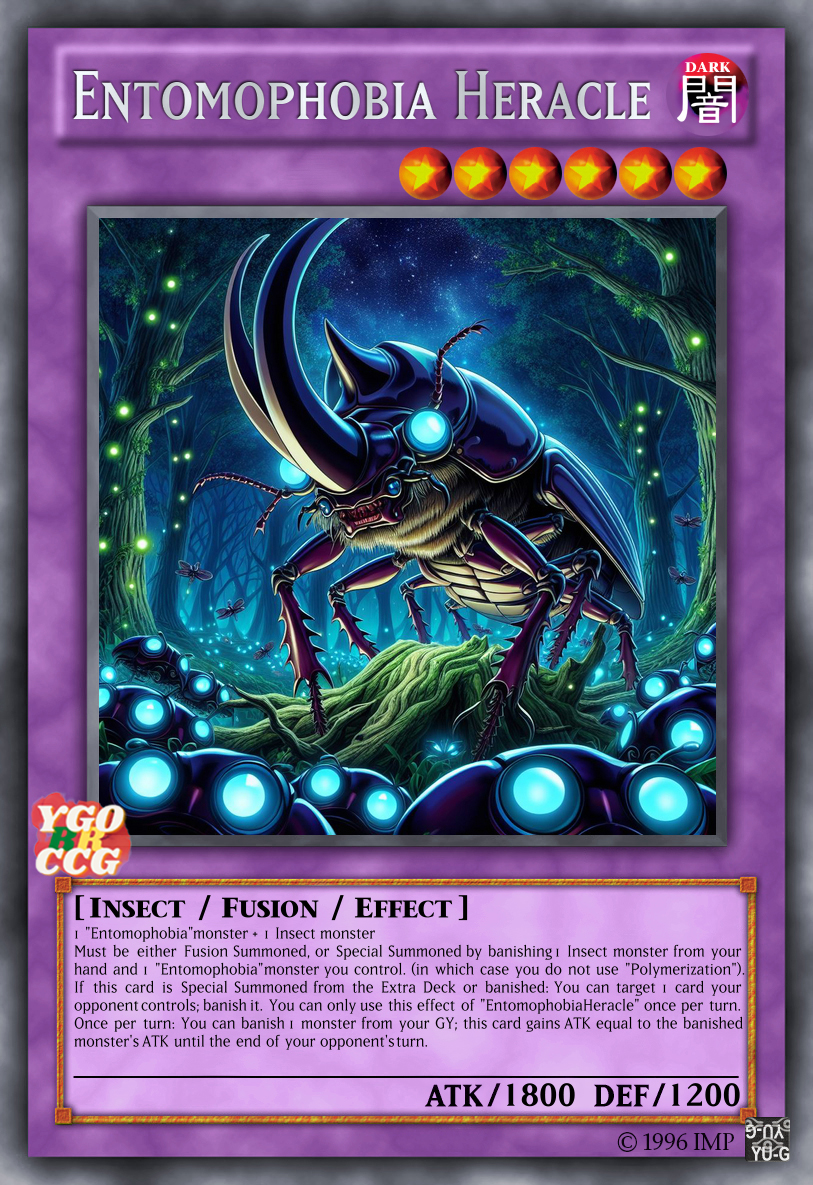 ENTOMOPHOBIA HERACLE
DARK
闇
YGO
RR
CCG
[ INSECT / FUSION / EFFECT ]
1 "Entomophobia"monster + 1 Insect monster
Must be either Fusion Summoned, or Special Summoned by banishing 1 Insect monster from your
hand and 1 "Entomophobia"monster you control. (in which case you do not use "Polymerization").
If this card is Special Summoned from the Extra Deck or banished: You can target 1 card your
opponent controls; banish it. You can only use this effect of "EntomophobiaHeracle" once per turn.
Once per turn: You can banish 1 monster from your GY; this card gains ATK equal to the banished
monster's ATK until the end of your opponent's turn.
ATK/1800 DEF/1200
© 1996 IMP
YU-G